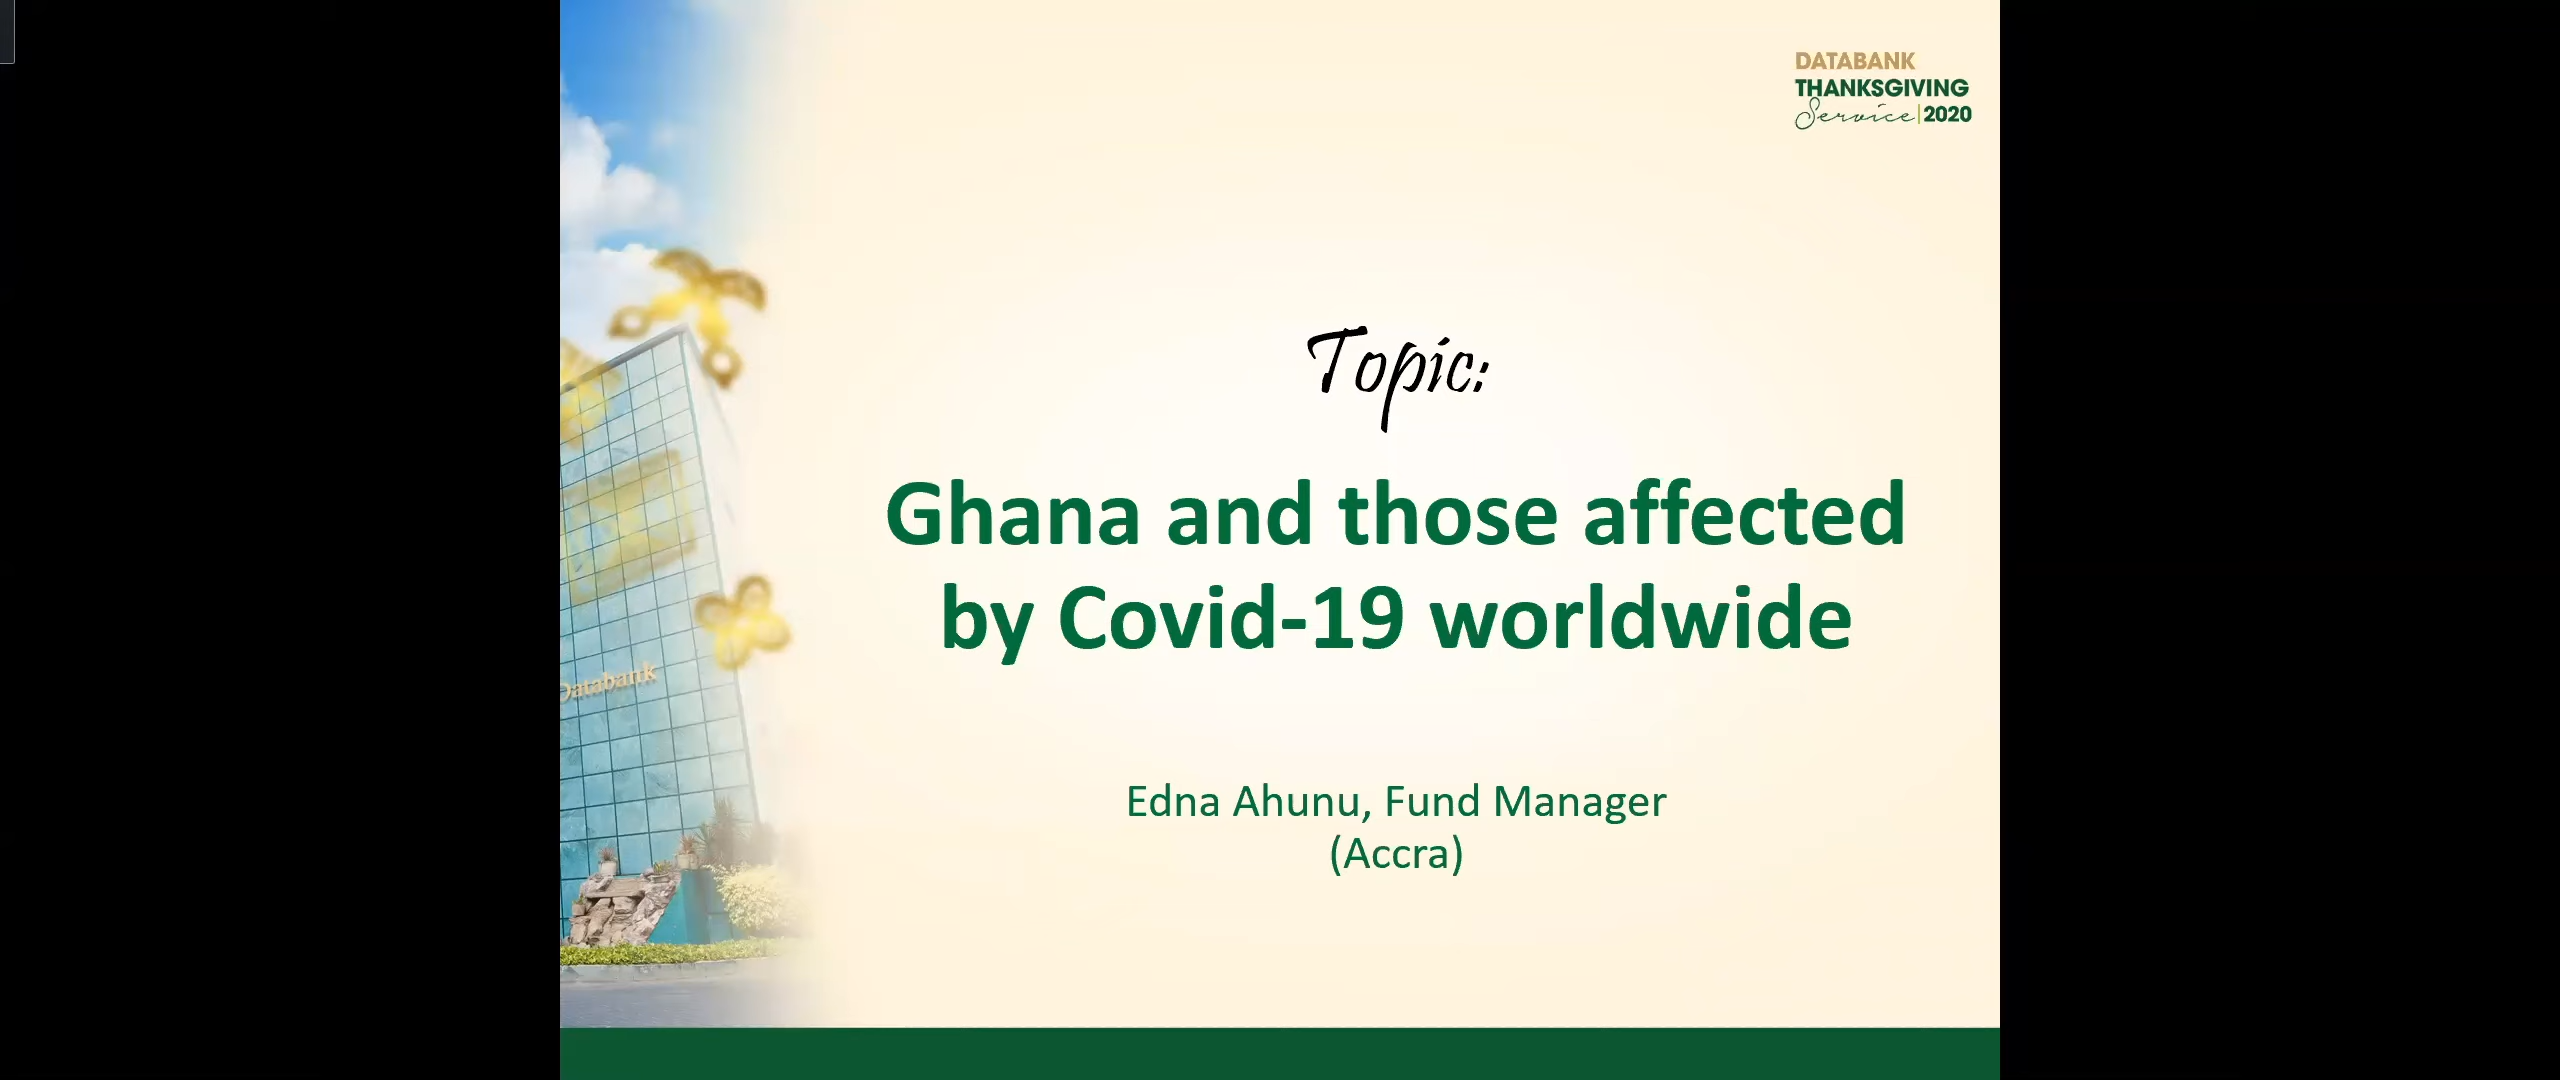 DATABANK
THANKSGIVING
Service | 2020
Topic:
Ghana and those affected
by Covid-19 worldwide
Databank
Edna Ahunu, Fund Manager
(Accra)